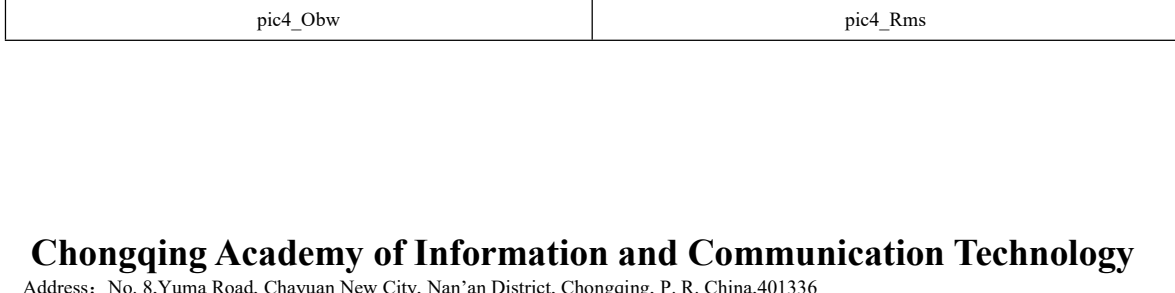 pic4_Obw
pic4_Rms
Chongqing Academy of Information and Communication Technology
Address：No. 8,Yuma Road, Chayuan New City, Nan’an District, Chongqing, P. R. China,401336